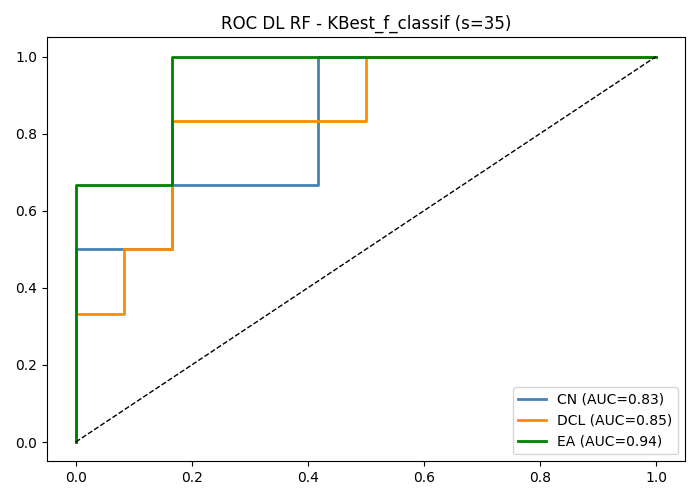 ROC DL RF - KBest_f_classif (s=35)
1.0
0.8
0.6
0.4
0.2
0.0
0.0 0.2 0.4 0.6 0.8 1.0
CN (AUC=0.83)
DCL (AUC=0.85)
EA (AUC=0.94)